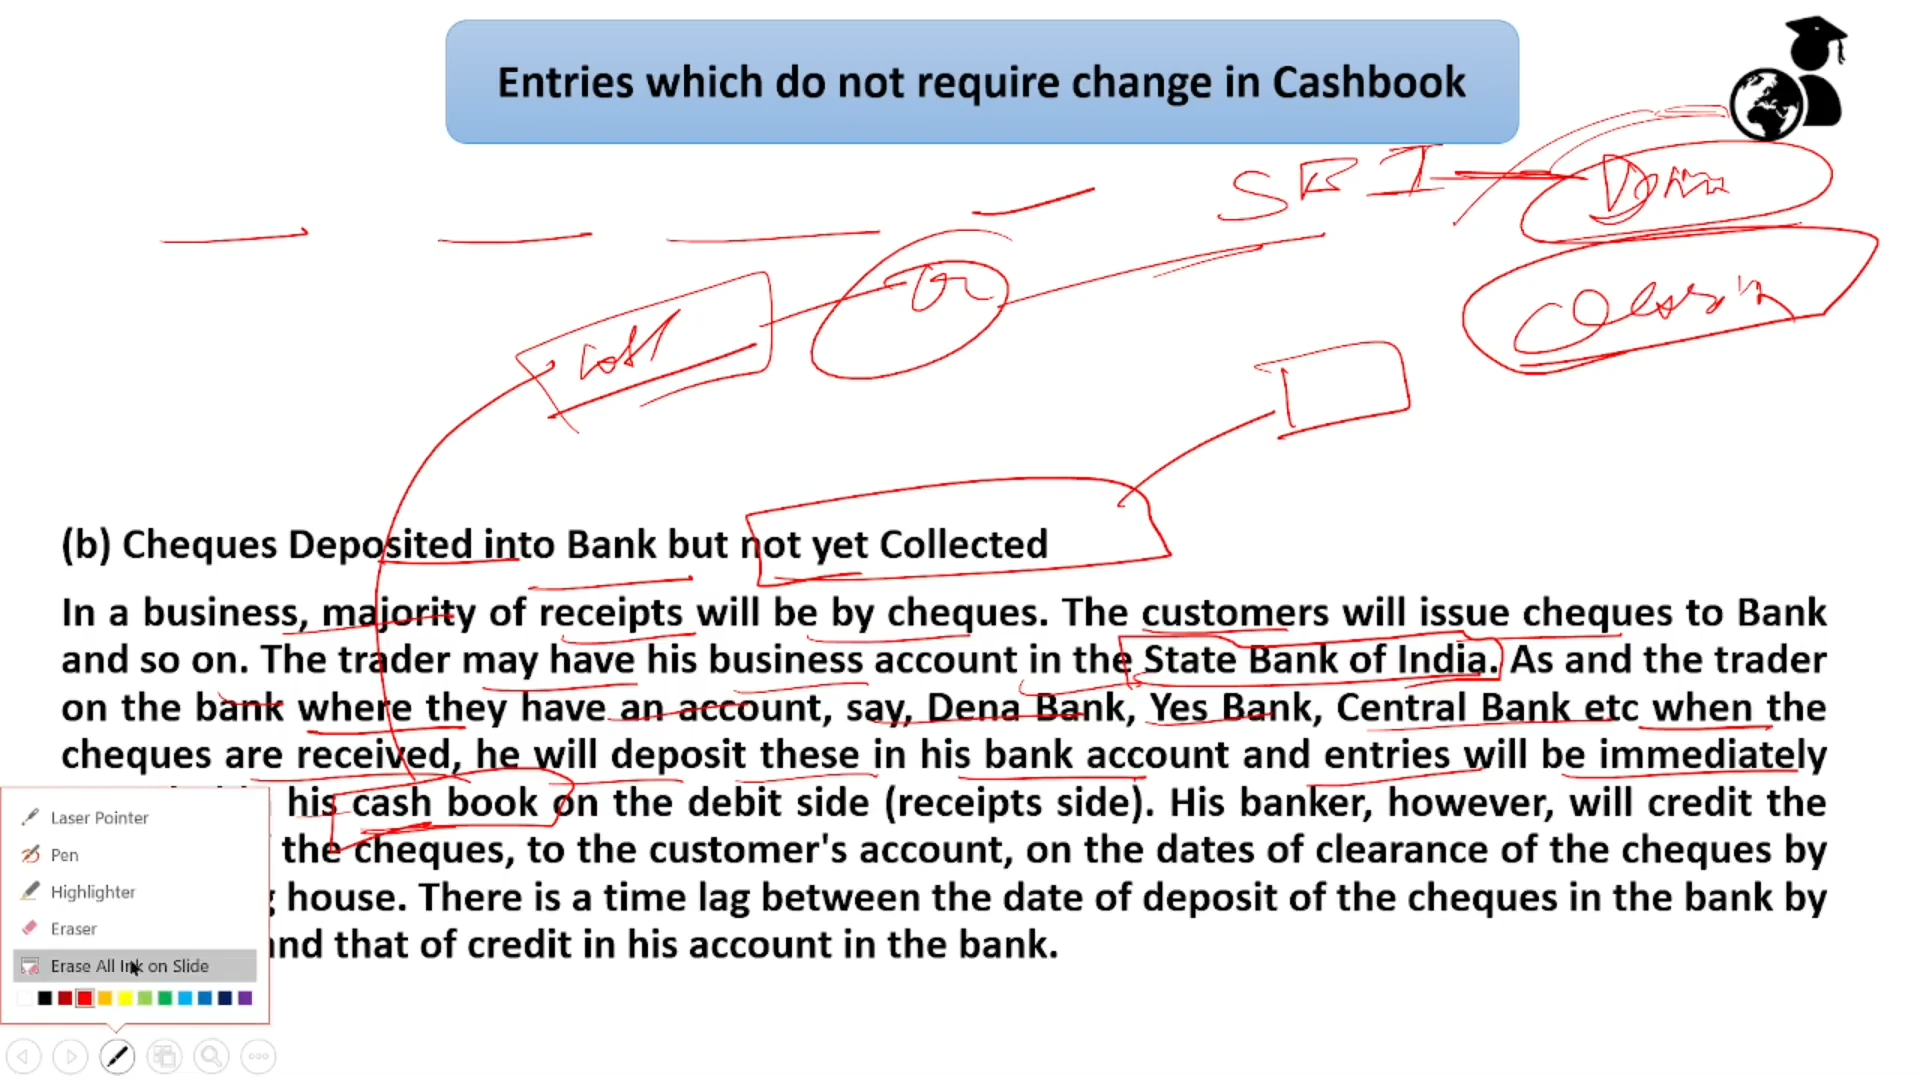 Entries which do not require change in Cashbook
SBI
Dena
(b) Cheques Deposited into Bank but not yet Collected
In a business, majority of receipts will be by cheques. The customers will issue cheques to Bank
and so on. The trader may have his business account in the State Bank of India. As and the trader
on the bank where they have an account, say, Dena Bank, Yes Bank, Central Bank etc when the
cheques are received, he will deposit these in his bank account and entries will be immediately
his cash book on the debit side (receipts side). His banker, however, will credit the
the cheques, to the customer's account, on the dates of clearance of the cheques by
house. There is a time lag between the date of deposit of the cheques in the bank by
and that of credit in his account in the bank.
Laser Pointer
Pen
Highlighter
Eraser
Erase All Ink on Slide